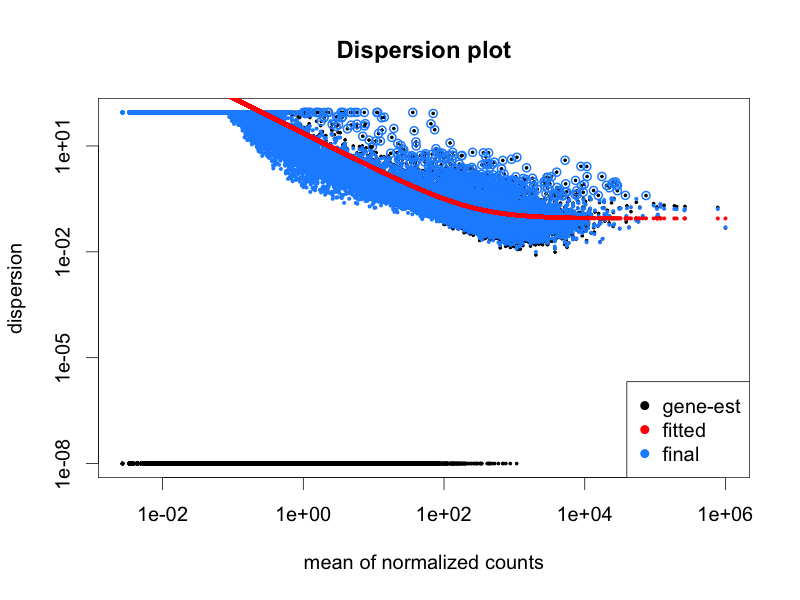 Dispersion plot
dispersion
1e+01
1e-02
1e-05
1e-08
gene-est
fitted
final
1e-02
1e+00
1e+02
1e+04
1e+06
mean of normalized counts